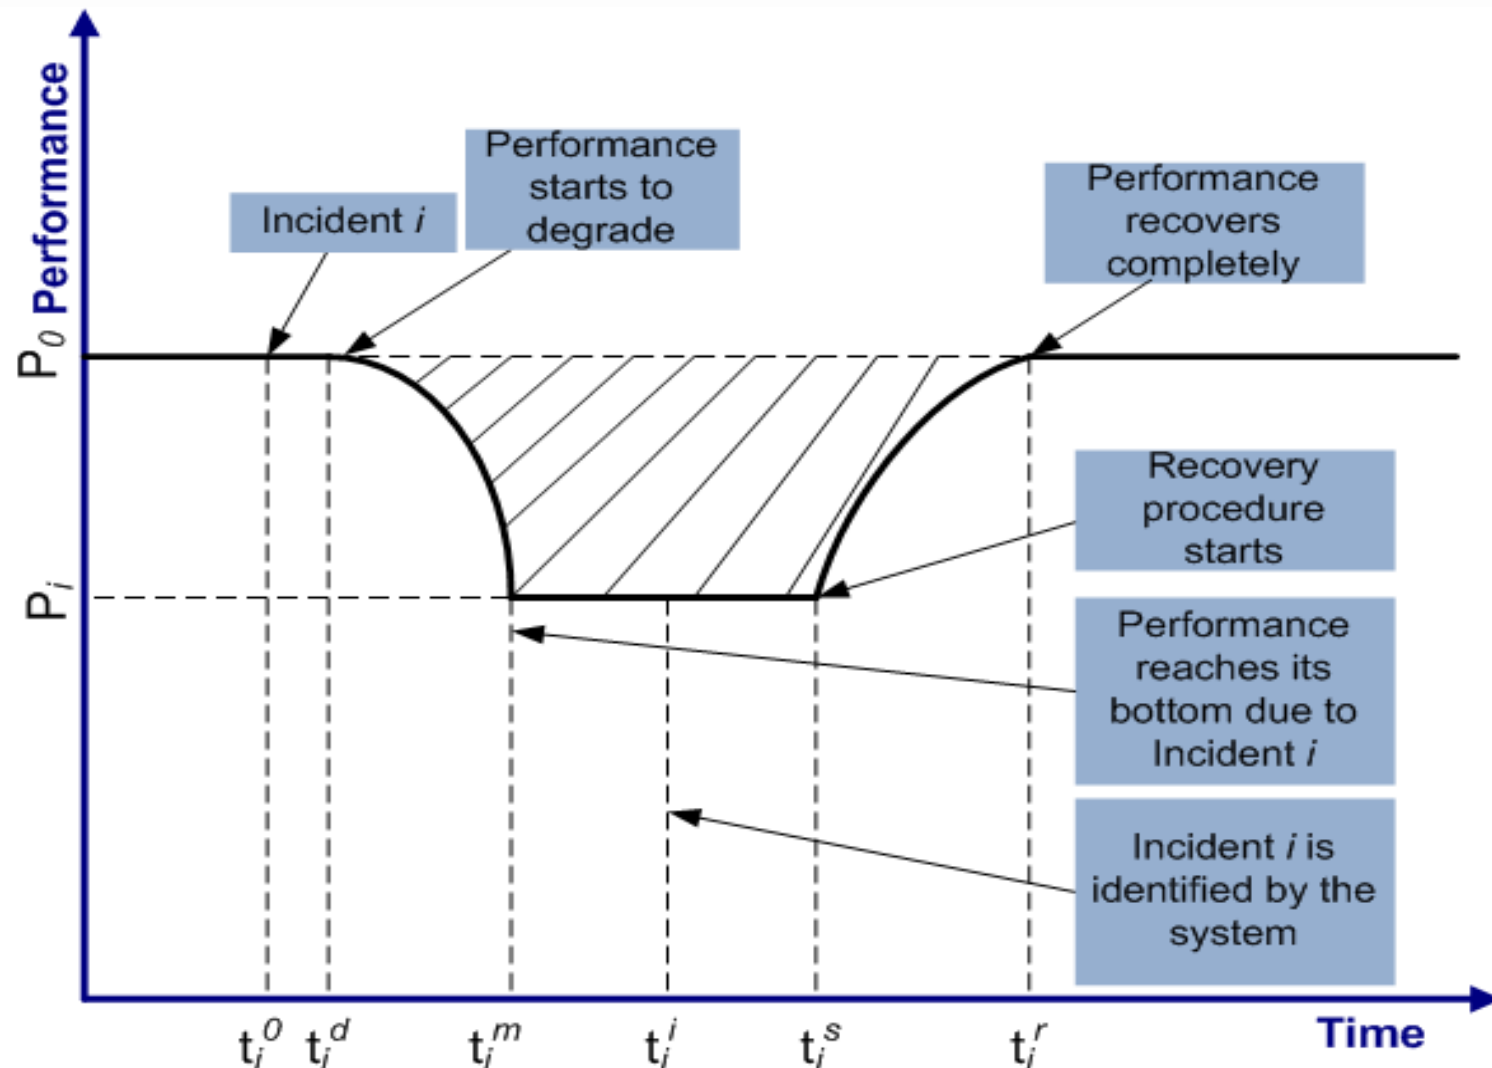 Performance
P0
Pi
Incident i
Performance
starts to
degrade
Performance
recovers
completely
Recovery
procedure
starts
Performance
reaches its
bottom due to
Incident i
Incident i is
identified by the
system
ti0 tid tim tii tis tir
Time